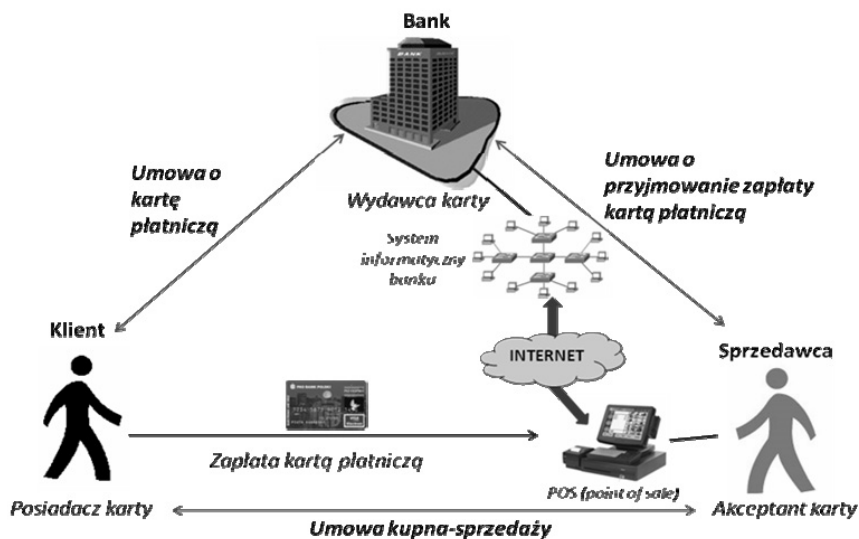 Bank
BANK
Umowa o
kartę
płatniczą
Umowa o
przyjmowanie zapłaty
kartą płatniczą
Wydawca karty
System
informatyczny
banku
Klient
INTERNET
Sprzedawca
Zapłata kartą płatniczą
POS (point of sale)
Posiadacz karty
Akceptant karty
Umowa kupna-sprzedaży